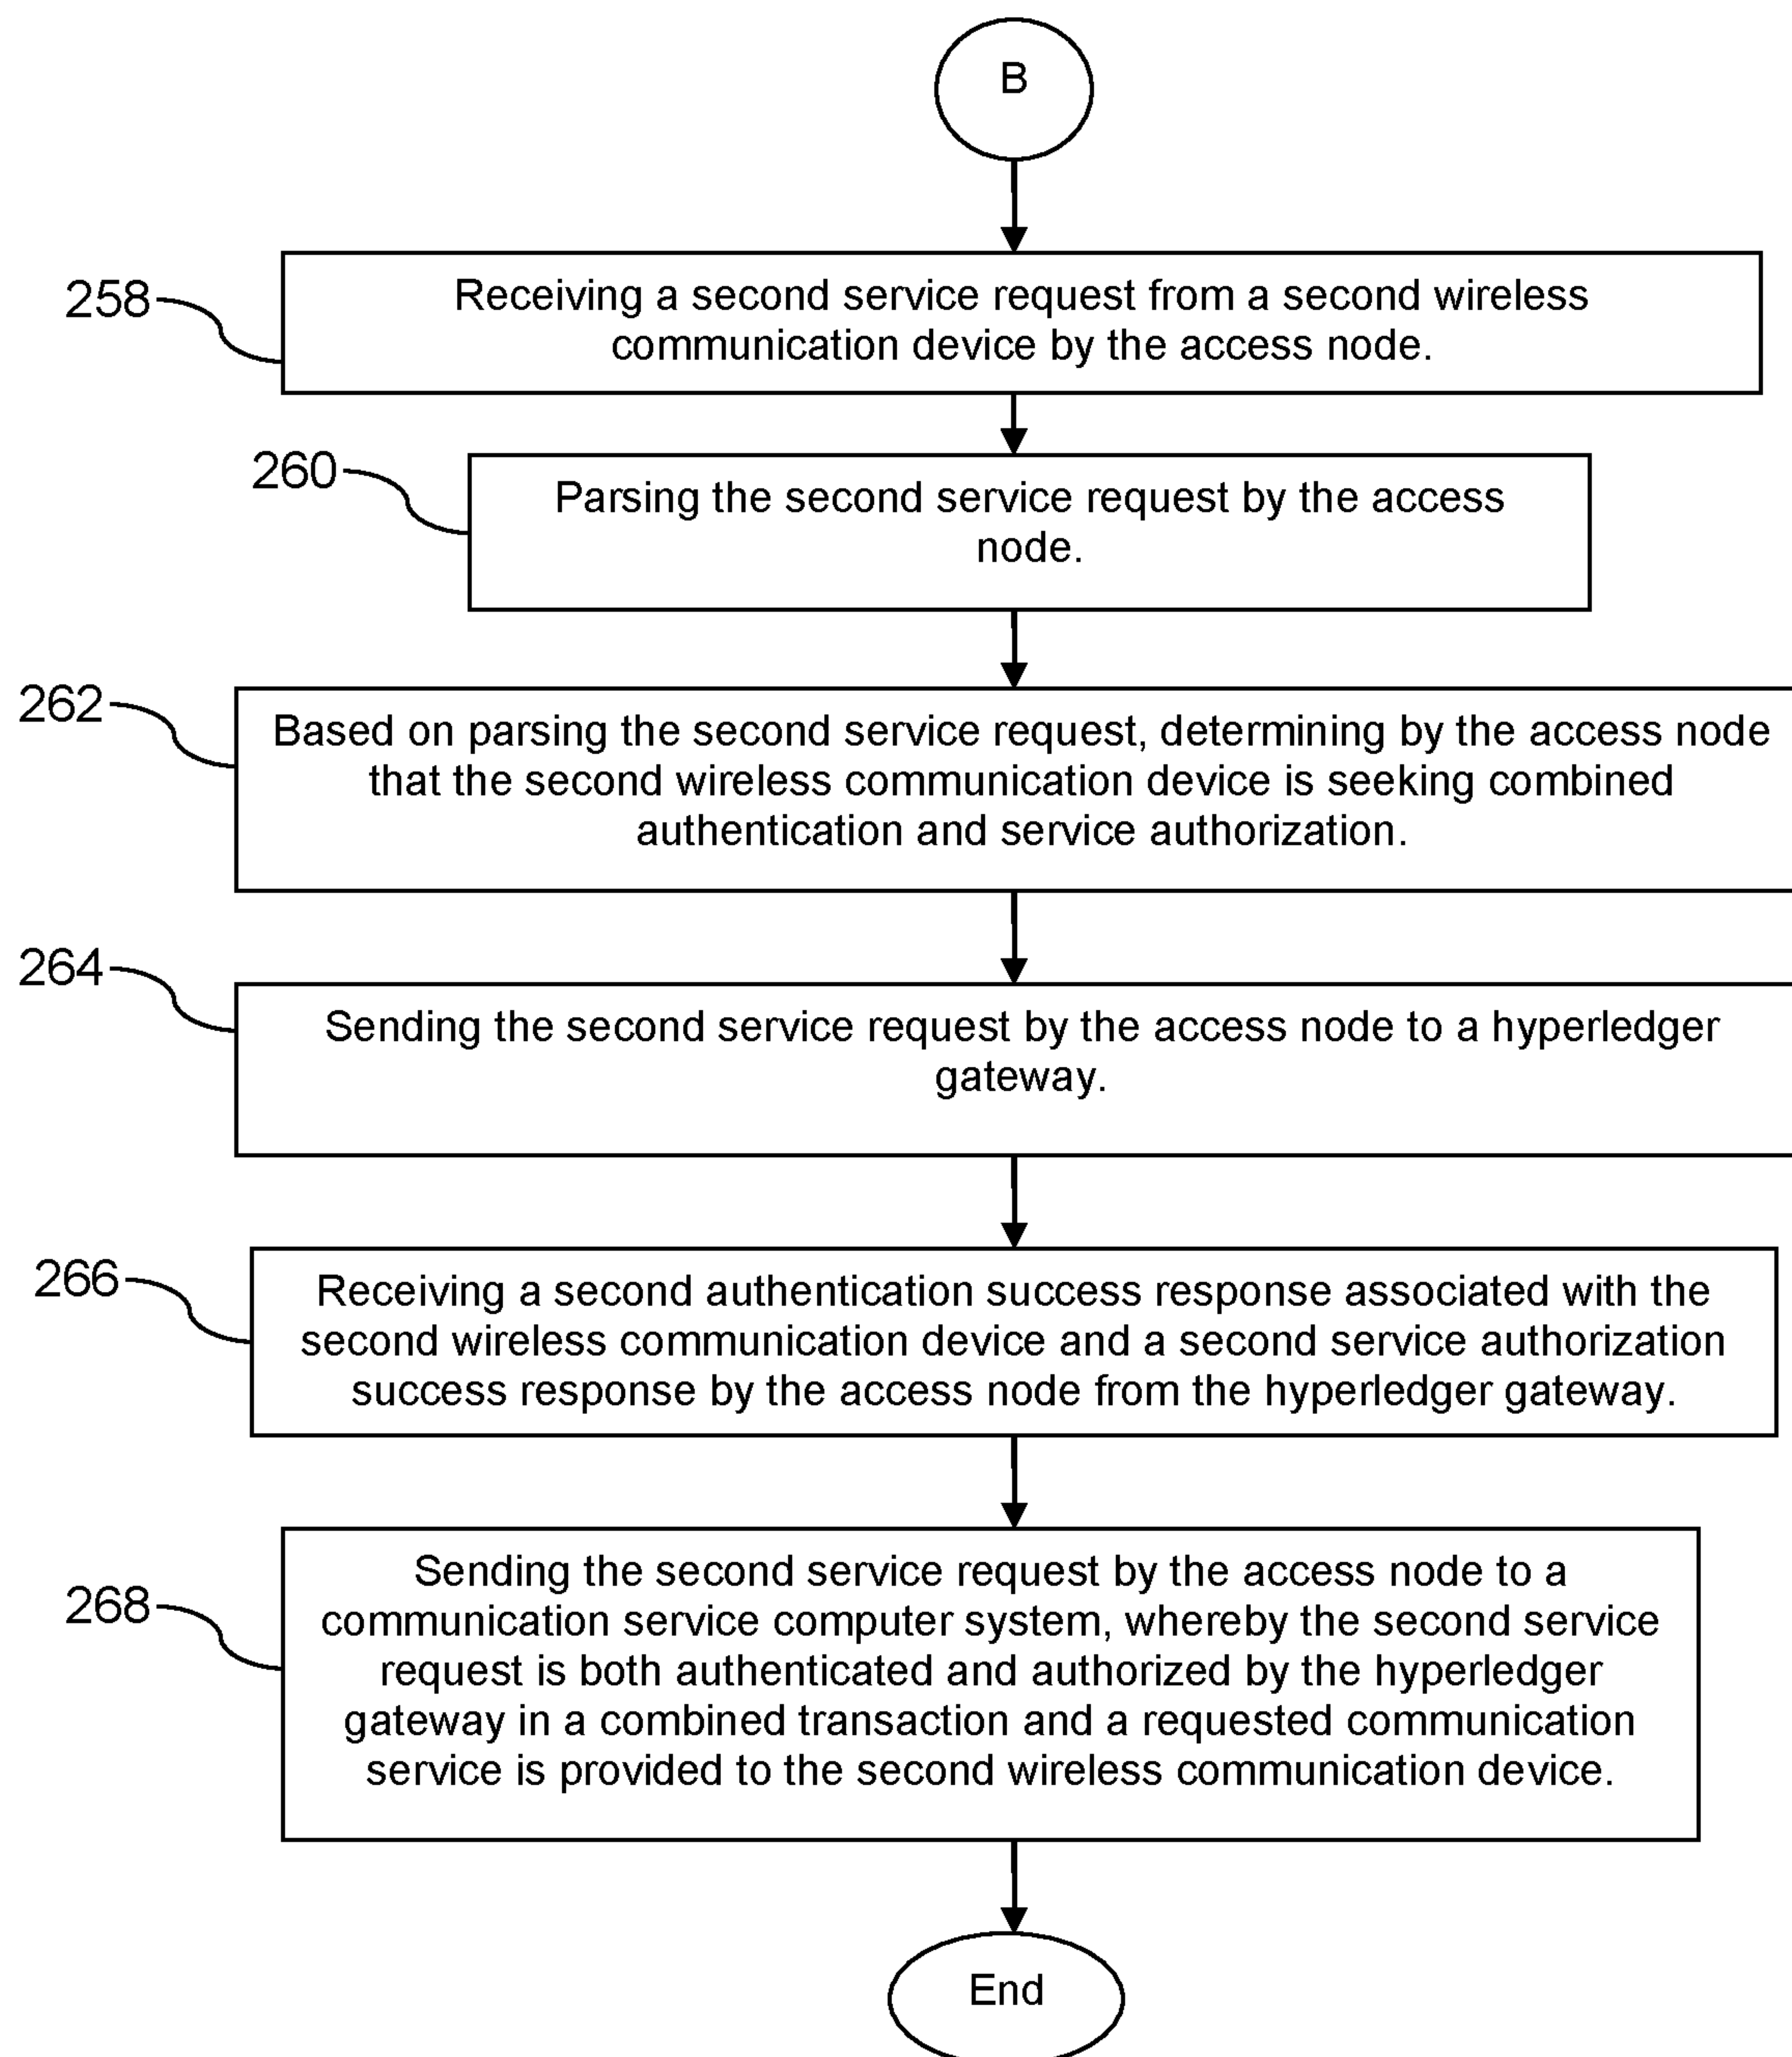 B
258
Receiving a second service request from a second wireless
communication device by the access node.
260
Parsing the second service request by the access
node.
262
Based on parsing the second service request, determining by the access node
that the second wireless communication device is seeking combined
authentication and service authorization.
264
Sending the second service request by the access node to a hyperledger
gateway.
266
Receiving a second authentication success response associated with the
second wireless communication device and a second service authorization
success response by the access node from the hyperledger gateway.
268
Sending the second service request by the access node to a
communication service computer system, whereby the second service
request is both authenticated and authorized by the hyperledger
gateway in a combined transaction and a requested communication
service is provided to the second wireless communication device.
End